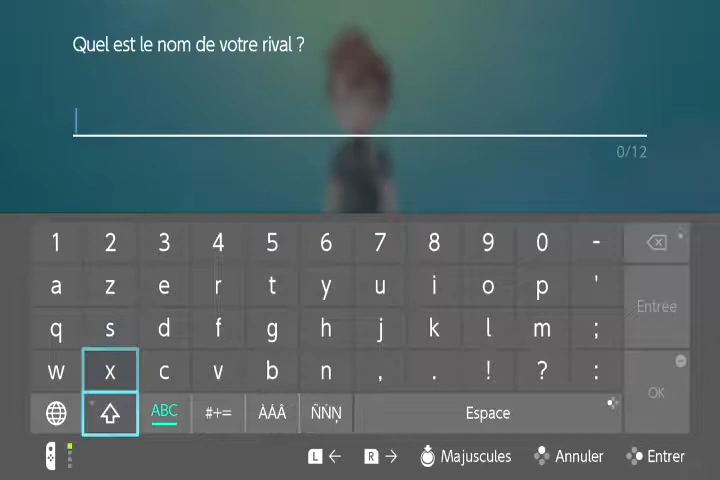 Quel est le nom de votre rival ?
0/12
1 2 3 4 5 6 7 8 9 0 -
a z e r t y u i o p '
Entrée
q s d f g h j k l m ;
w x c v b n , . ! ? :
OK
ABC #+= ÀÁÂ ÑŃŅ Espace
L R Majuscules Annuler Entrer